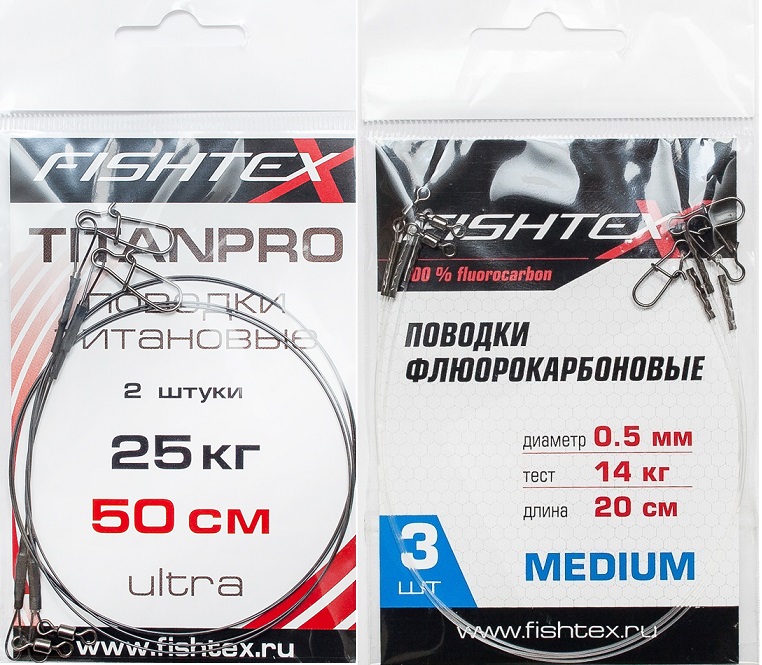 FISHTEX
TITANPRO
поводки
титановые
2 штуки
25 кг
50 см
ultra
www.fishtex.ru
FISHTEX
100 % fluorocarbon
ПОВОДКИ
ФЛЮОРОКАРБОНОВЫЕ
диаметр 0.5 мм
тест 14 кг
длина 20 см
3
ШТ
MEDIUM
www.fishtex.ru